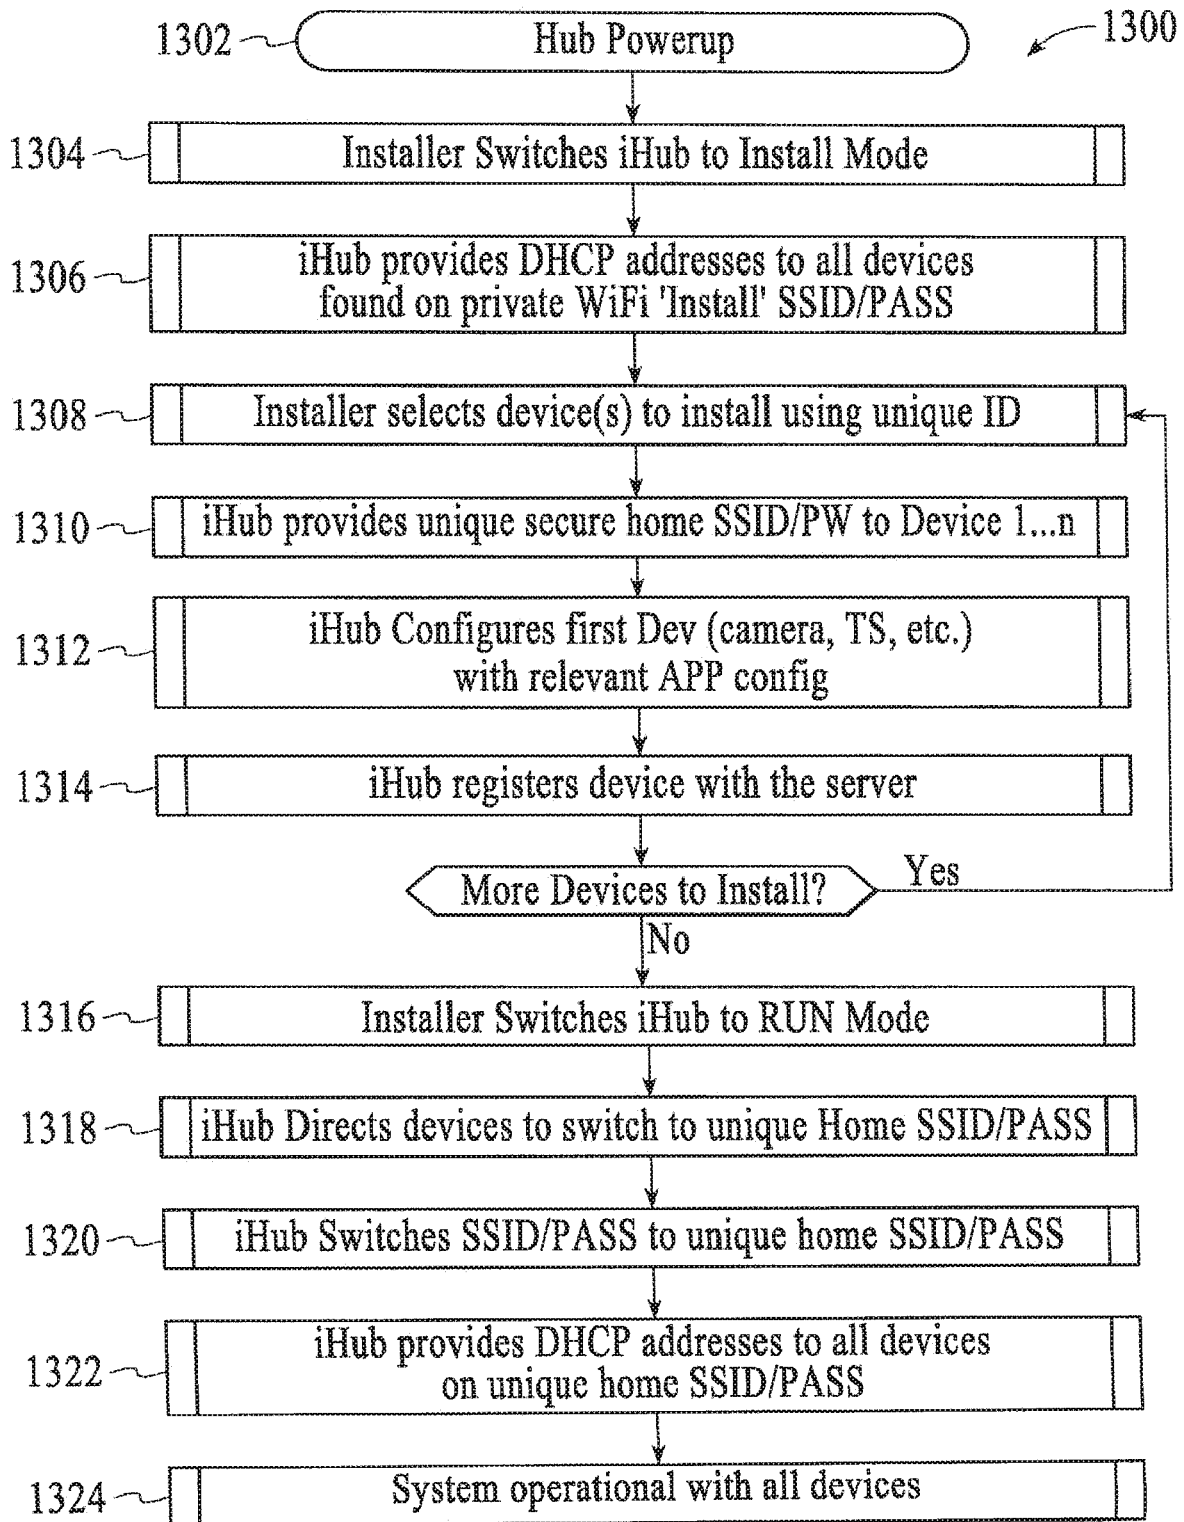 1302
Hub Powerup
1300
1304
Installer Switches iHub to Install Mode
1306
iHub provides DHCP addresses to all devices
found on private WiFi 'Install' SSID/PASS
1308
Installer selects device(s) to install using unique ID
1310
iHub provides unique secure home SSID/PW to Device 1...n
1312
iHub Configures first Dev (camera, TS, etc.)
with relevant APP config
1314
iHub registers device with the server
More Devices to Install?
Yes
No
1316
Installer Switches iHub to RUN Mode
1318
iHub Directs devices to switch to unique Home SSID/PASS
1320
iHub Switches SSID/PASS to unique home SSID/PASS
1322
iHub provides DHCP addresses to all devices
on unique home SSID/PASS
1324
System operational with all devices